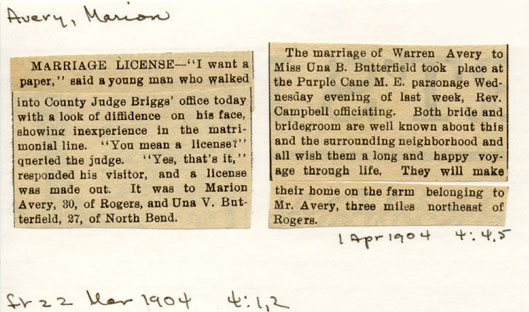 Avery, Marion
MARRIAGE LICENSE—"I want a
paper," said a young man who walked
into County Judge Briggs' office today
with a look of diffidence on his face,
showing inexperience in the matri-
monial line. "You mean a license?"
queried the judge. "Yes, that's it,"
responded his visitor, and a license
was made out. It was to Marion
Avery, 30, of Rogers, and Una V. But-
terfield, 27, of North Bend.
The marriage of Warren Avery to
Miss Una B. Butterfield took place at
the Purple Cane M. E. parsonage Wed-
nesday evening of last week, Rev.
Campbell officiating. Both bride and
bridegroom are well known about this
and the surrounding neighborhood and
all wish them a long and happy voy-
age through life. They will make
their home on the farm belonging to
Mr. Avery, three miles northeast of
Rogers.
1 Apr 1904 4:4,5
fr 22 Mar 1904 4:1,2